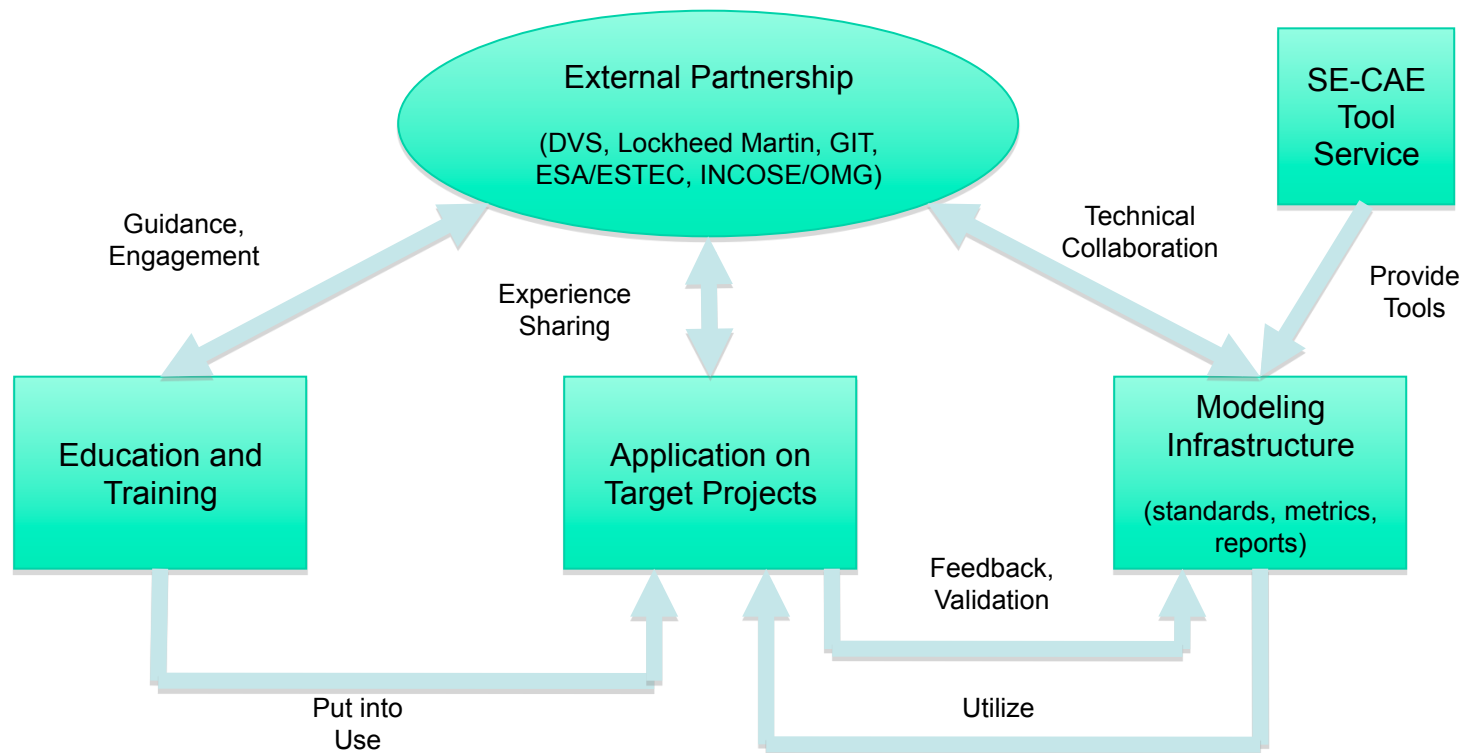 External Partnership
(DVS, Lockheed Martin, GIT,
ESA/ESTEC, INCOSE/OMG)
SE-CAE
Tool
Service
Guidance,
Engagement
Experience
Sharing
Technical
Collaboration
Provide
Tools
Education and
Training
Application on
Target Projects
Modeling
Infrastructure
(standards, metrics,
reports)
Feedback,
Validation
Put into
Use
Utilize